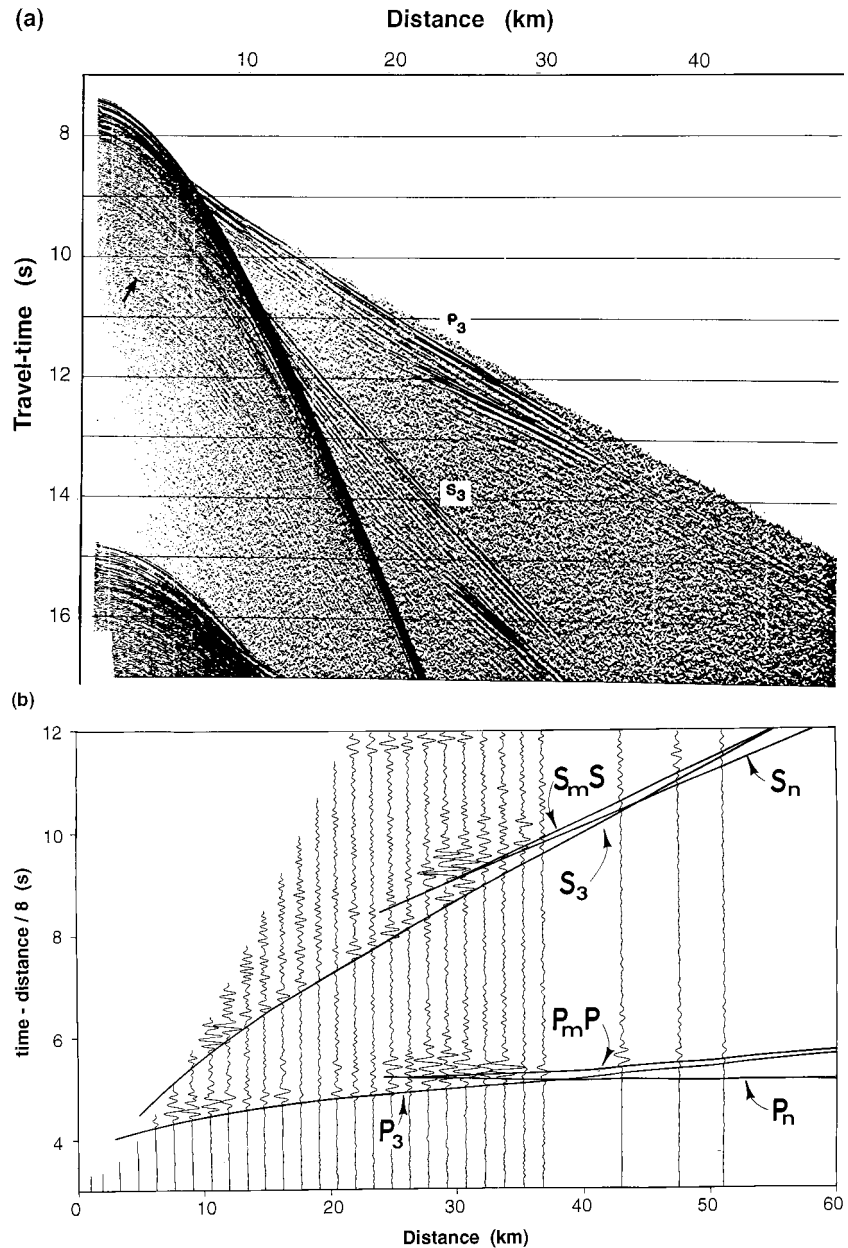 (a)
Distance (km)
10 20 30 40
8
10
12
14
16
Travel-time (s)
P3
S3
(b)
12
10
8
6
4
time - distance / 8 (s)
SmS
Sn
S3
PmP
P3
Pn
0 10 20 30 40 50 60
Distance (km)